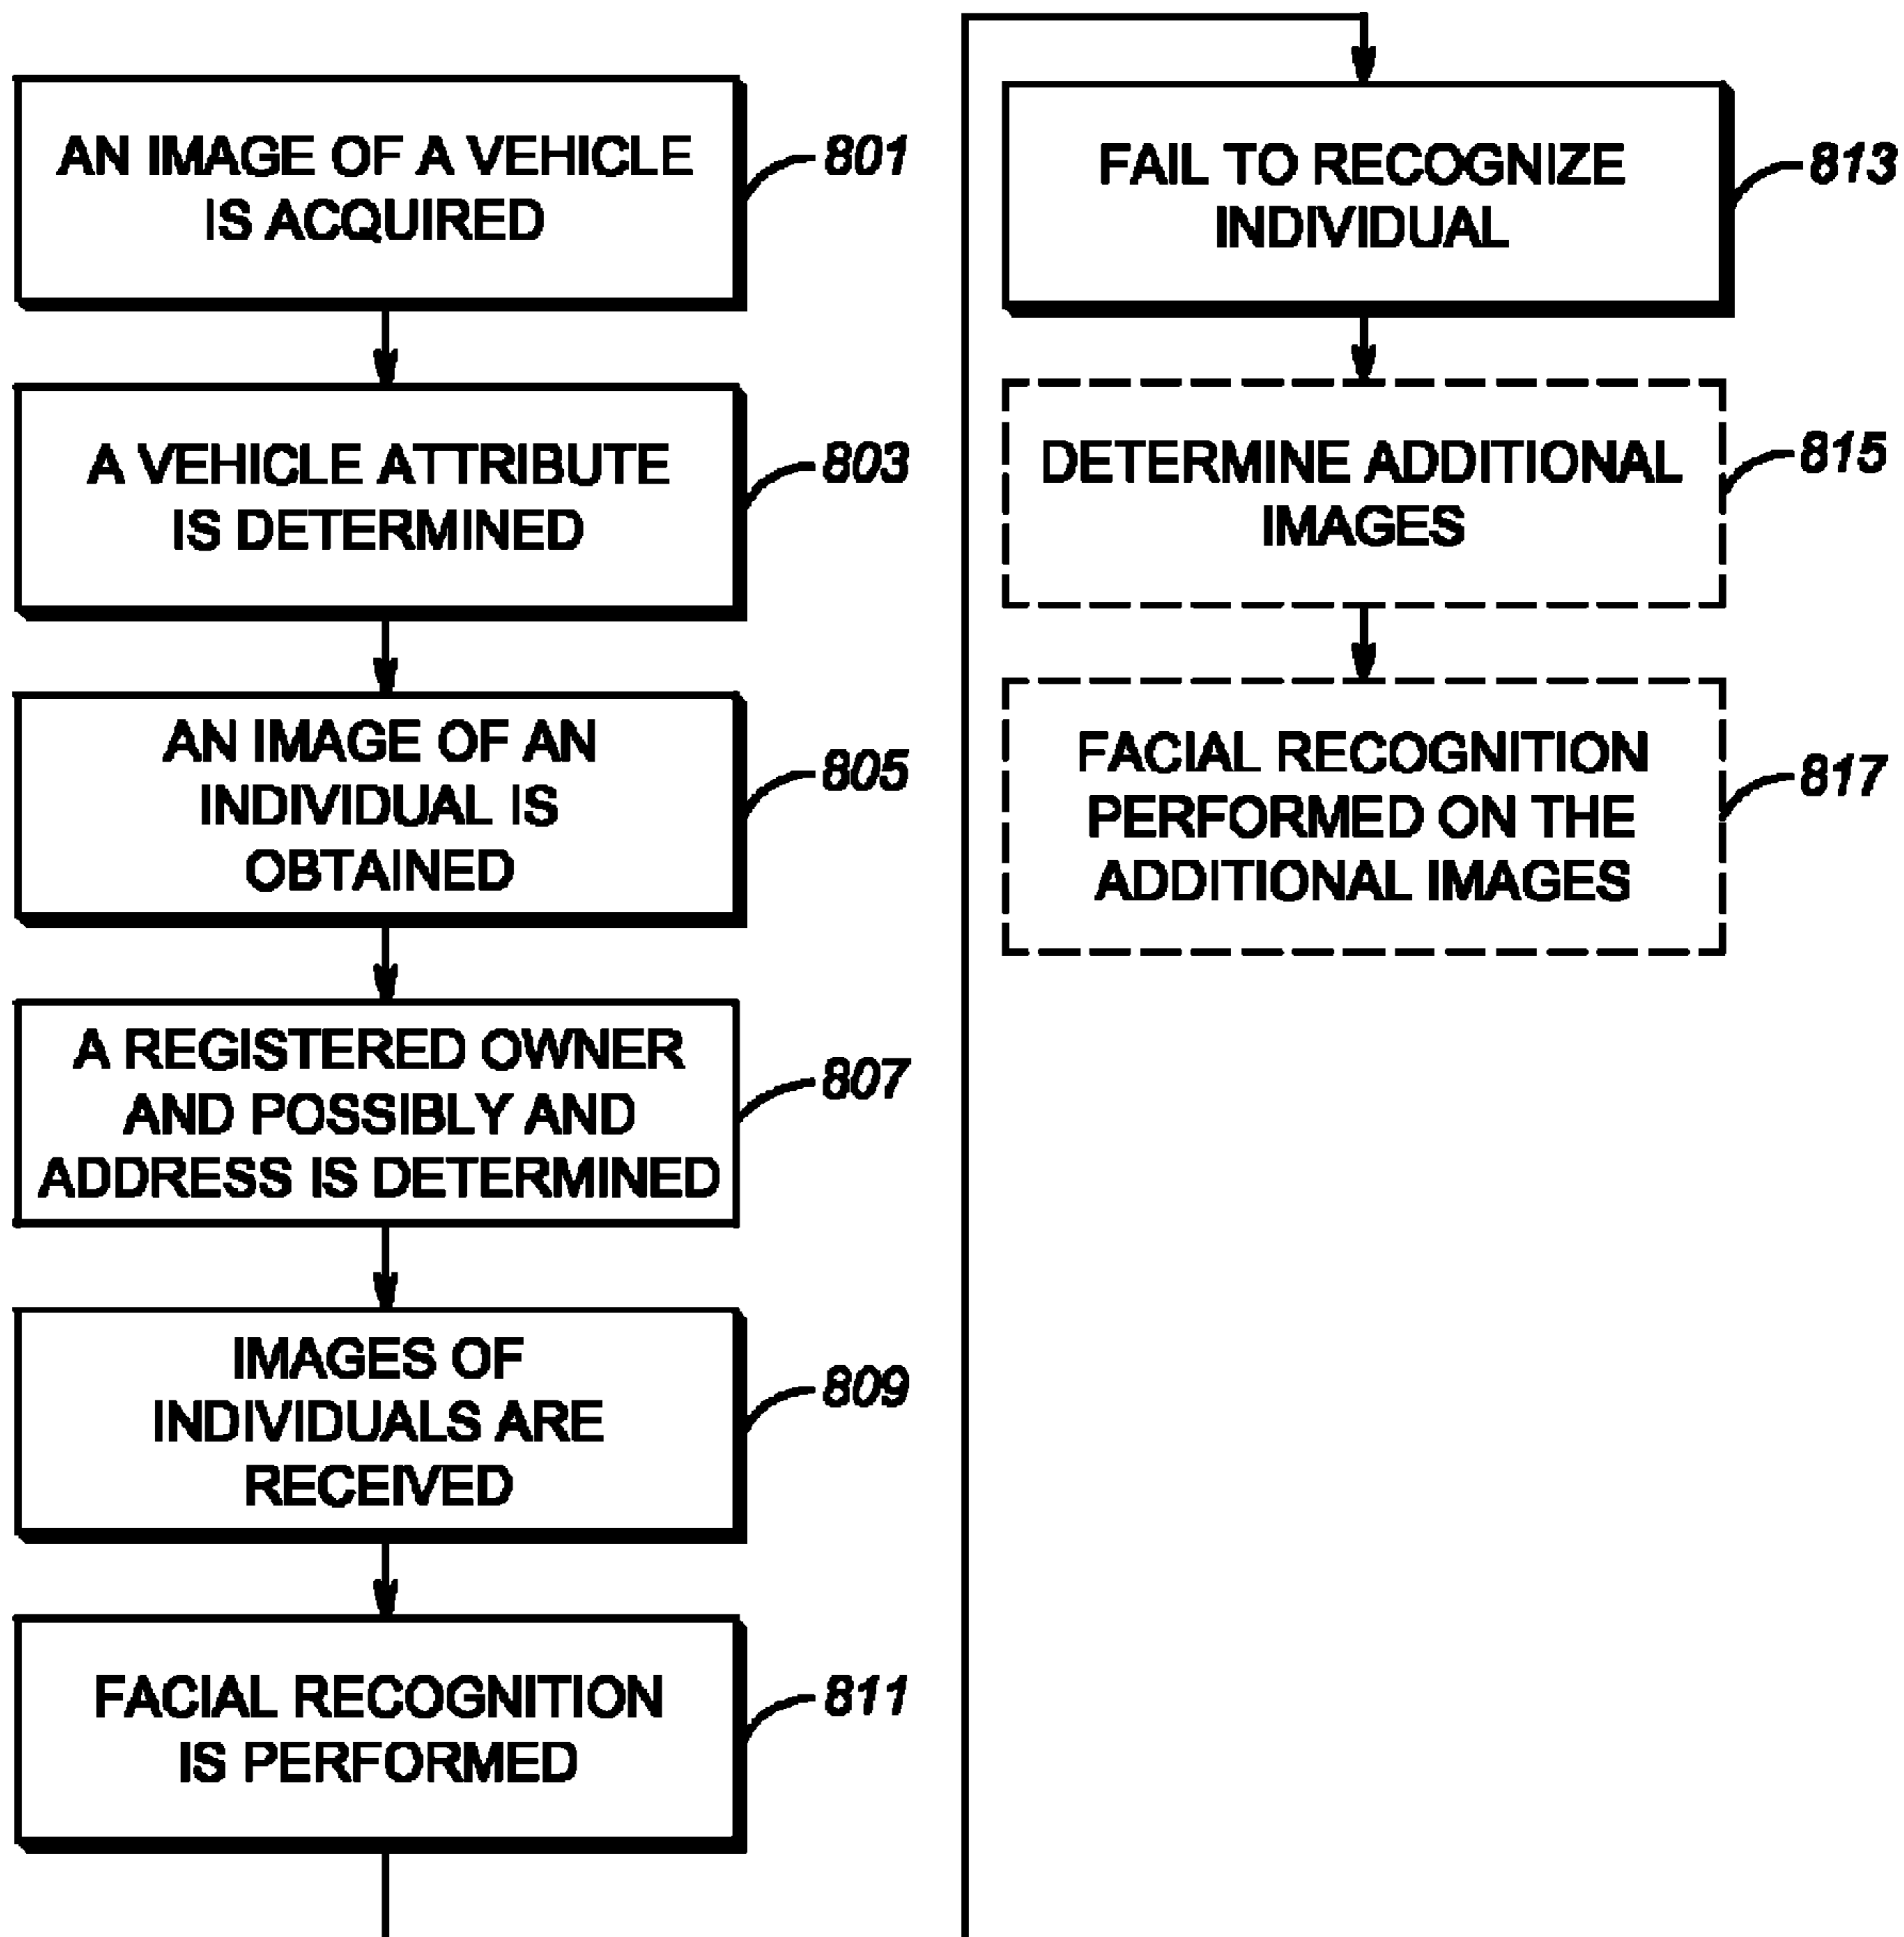 AN IMAGE OF A VEHICLE
IS ACQUIRED
801
A VEHICLE ATTRIBUTE
IS DETERMINED
803
AN IMAGE OF AN
INDIVIDUAL IS
OBTAINED
805
A REGISTERED OWNER
AND POSSIBLY AND
ADDRESS IS DETERMINED
807
IMAGES OF
INDIVIDUALS ARE
RECEIVED
809
FACIAL RECOGNITION
IS PERFORMED
811
FAIL TO RECOGNIZE
INDIVIDUAL
813
DETERMINE ADDITIONAL
IMAGES
815
FACIAL RECOGNITION
PERFORMED ON THE
ADDITIONAL IMAGES
817